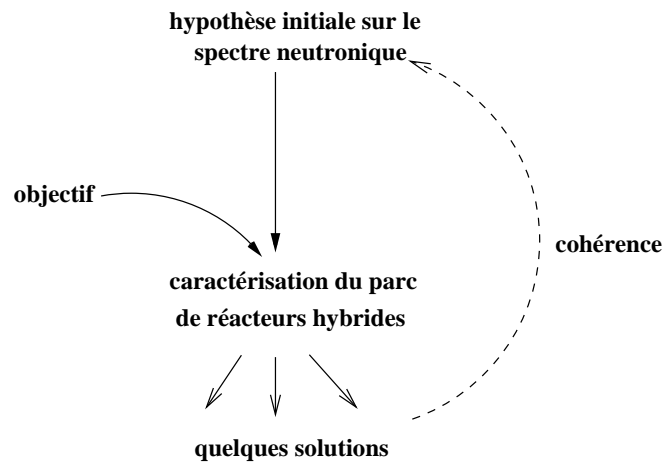 hypothèse initiale sur le
spectre neutronique
objectif
cohérence
caractérisation du parc
de réacteurs hybrides
quelques solutions